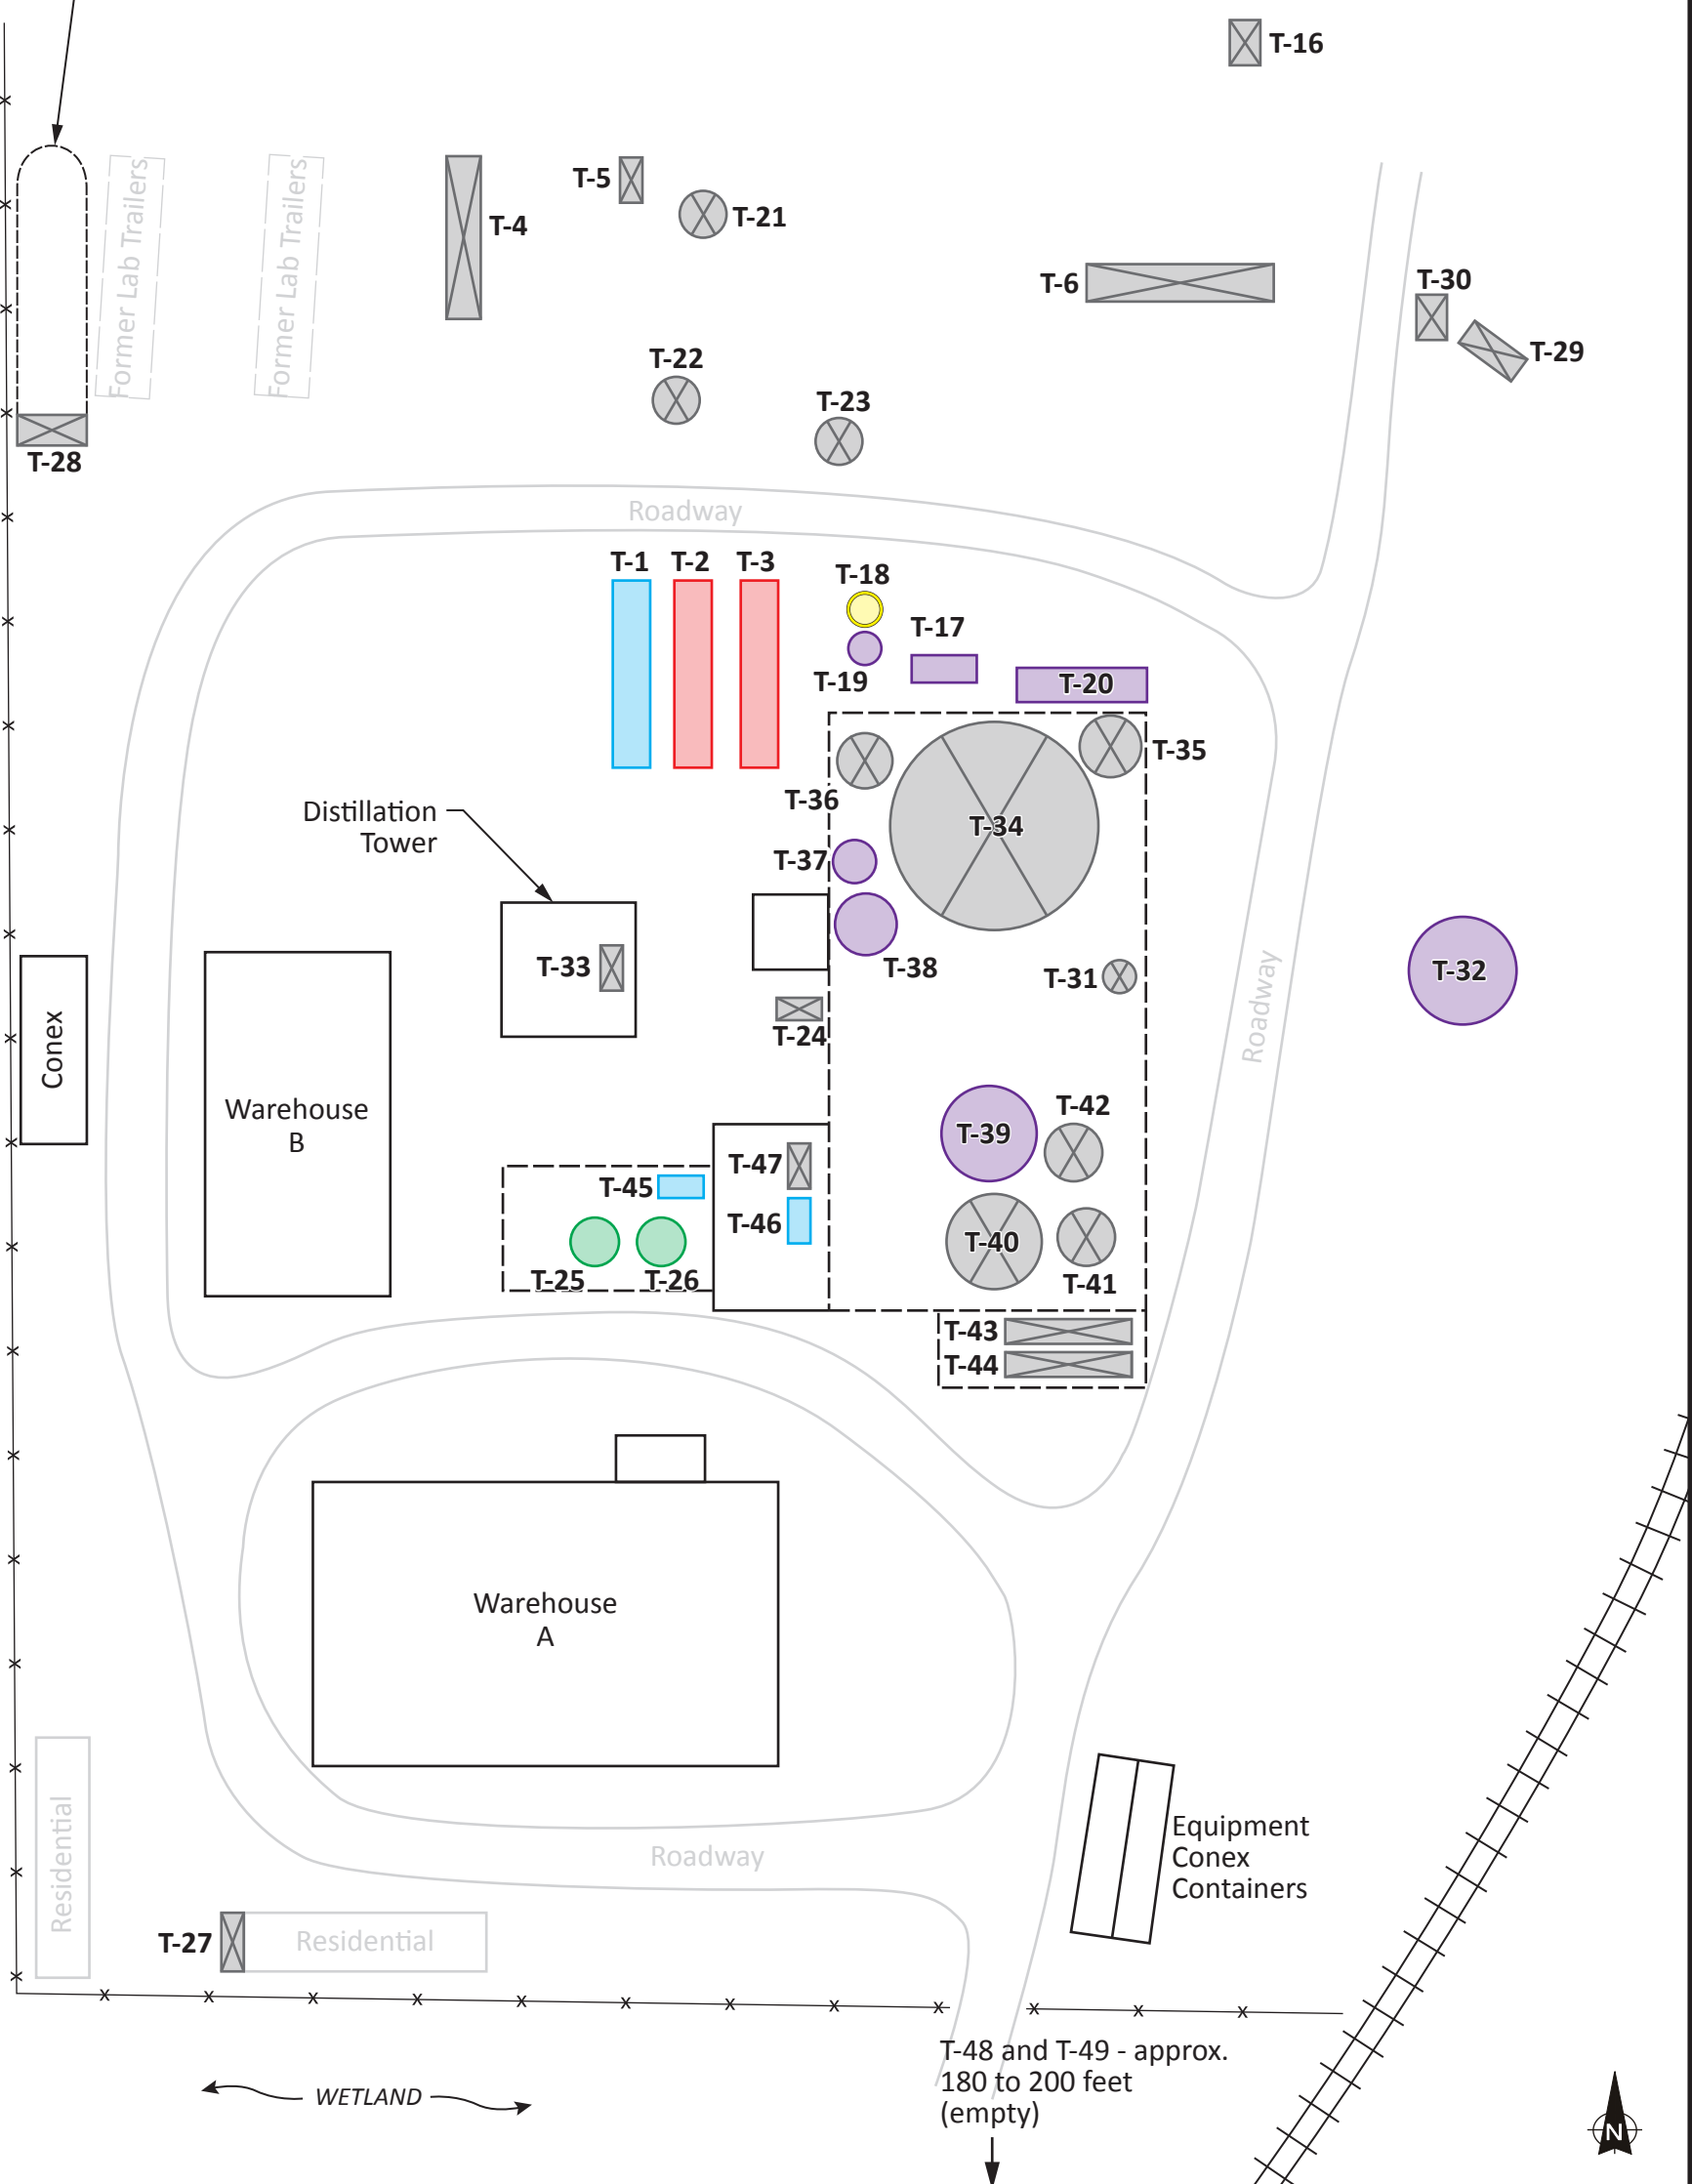 T-16
Former Lab Trailers
Former Lab Trailers
T-5
T-21
T-4
T-6
T-30
T-29
T-22
T-23
T-28
Roadway
T-1
T-2
T-3
T-18
T-17
T-19
T-20
T-35
T-36
T-34
Distillation
Tower
T-37
T-38
T-33
T-31
T-32
T-24
Roadway
Conex
Warehouse
B
T-39
T-42
T-47
T-45
T-46
T-40
T-25
T-26
T-41
T-43
T-44
Warehouse
A
Equipment
Conex
Containers
Roadway
Residential
T-27
Residential
T-48 and T-49 - approx.
180 to 200 feet
(empty)
WETLAND
N